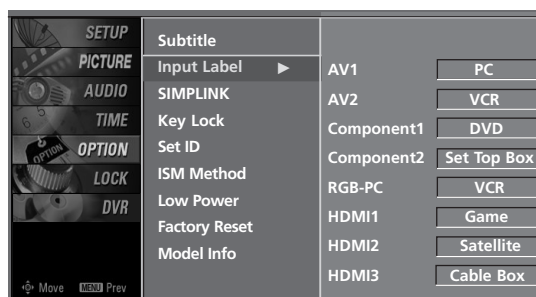 SETUP
PICTURE
AUDIO
TIME
OPTION
LOCK
DVR
Move MENU Prev
Subtitle
Input Label ►
SIMPLINK
Key Lock
Set ID
ISM Method
Low Power
Factory Reset
Model Info
AV1 PC
AV2 VCR
Component1 DVD
Component2 Set Top Box
RGB-PC VCR
HDMI1 Game
HDMI2 Satellite
HDMI3 Cable Box